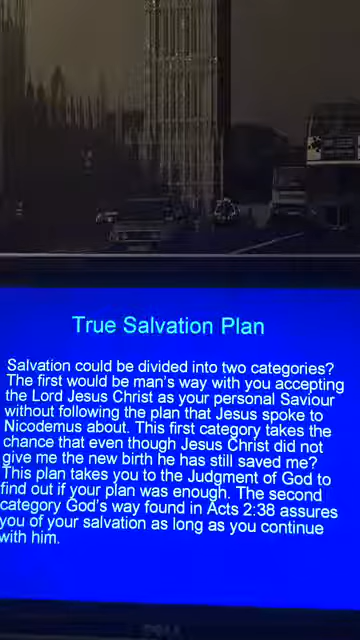 True Salvation Plan
Salvation could be divided into two categories?
The first would be man's way with you accepting
the Lord Jesus Christ as your personal Saviour
without following the plan that Jesus spoke to
Nicodemus about. This first category takes the
chance that even though Jesus Christ did not
give me the new birth he has still saved me?
This plan takes you to the Judgment of God to
find out if your plan was enough. The second
category God's way found in Acts 2:38 assures
you of your salvation as long as you continue
with him.
DELL